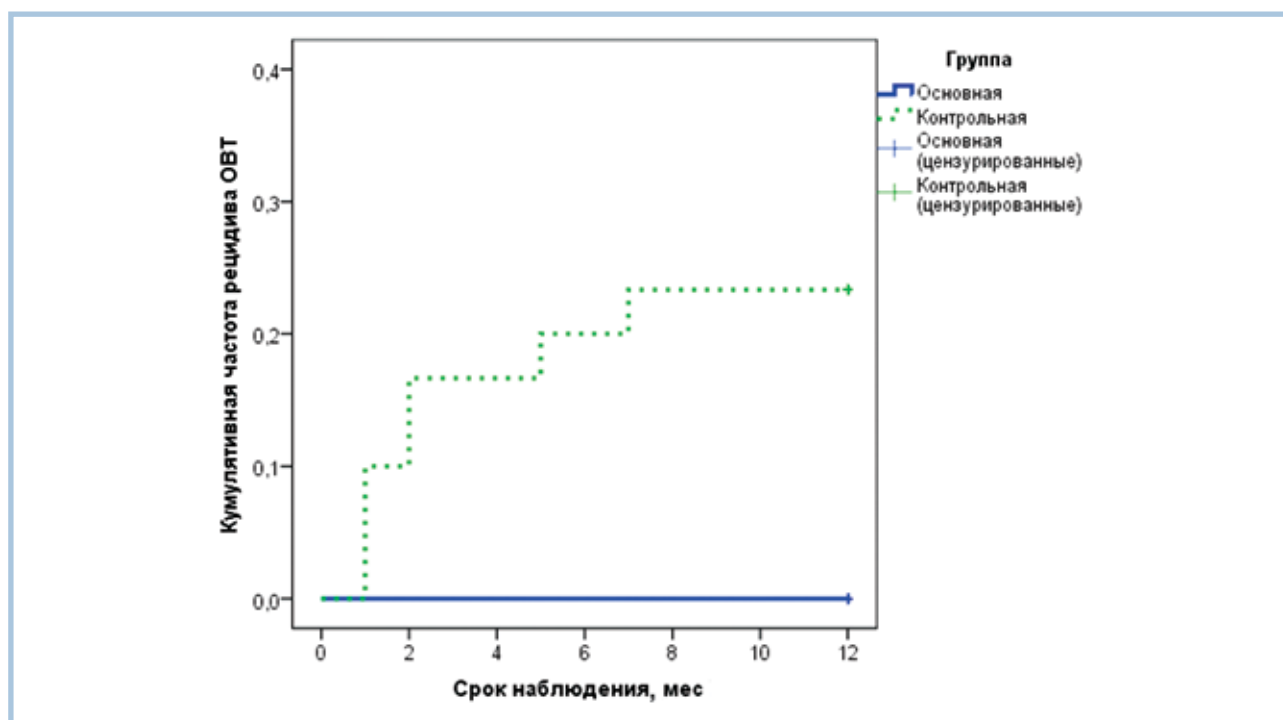 Кумулятивная частота рецидива ОВТ
0,4
0,3
0,2
0,1
0,0
0 2 4 6 8 10 12
Срок наблюдения, мес
Группа
Основная
Контрольная
Основная
(цензурированные)
Контрольная
(цензурированные)